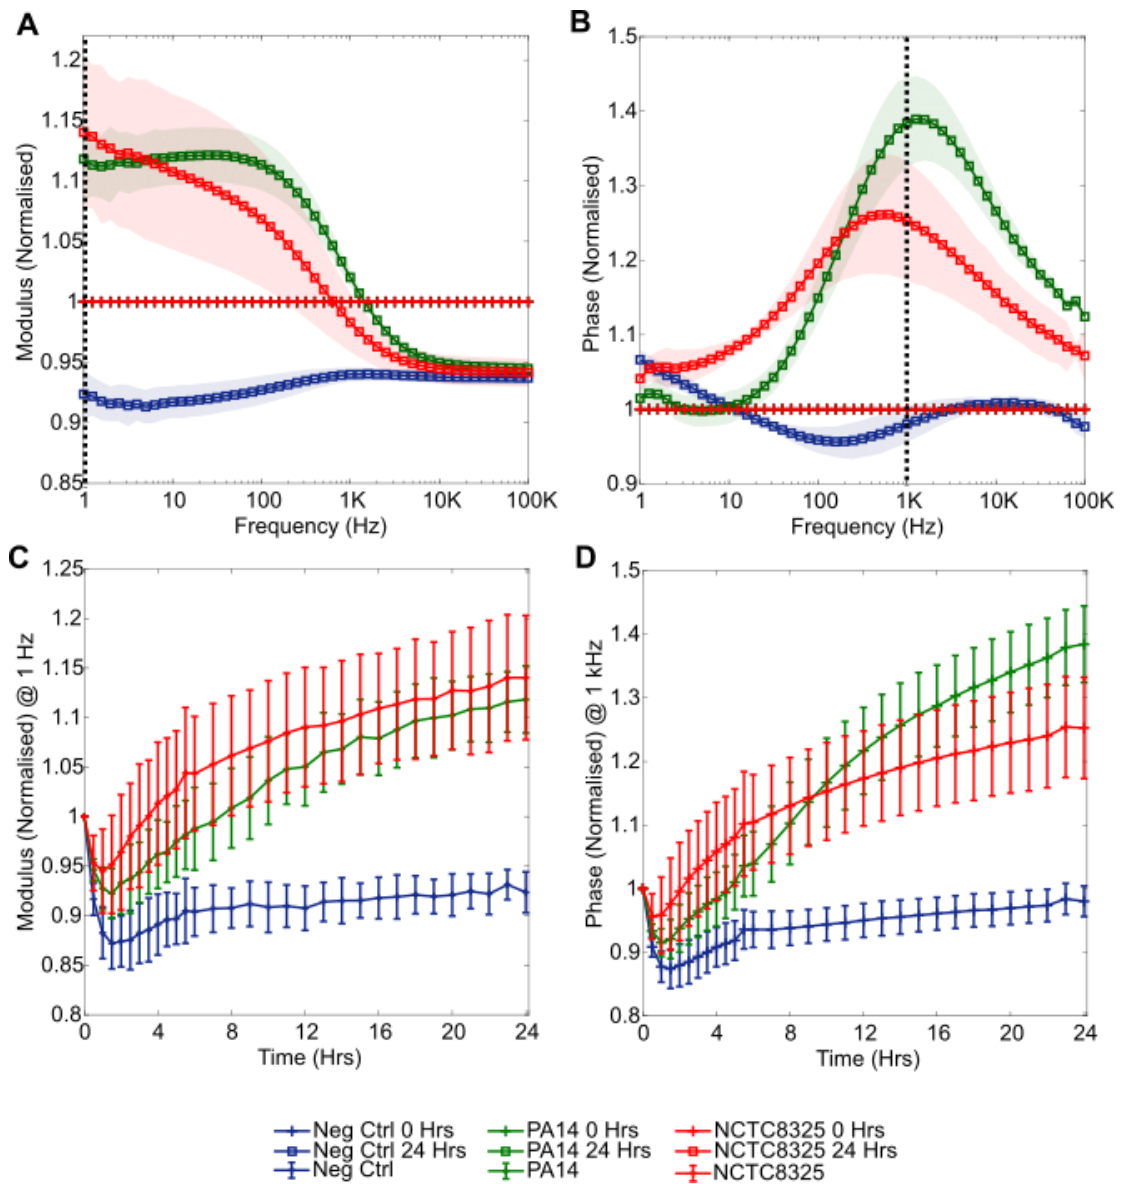 A
B
1.2
1.15
1.1
1.05
1
0.95
0.9
0.85
Modulus (Normalised)
1
10
100
1K
10K
100K
Frequency (Hz)
1.5
1.4
1.3
1.2
1.1
1
0.9
Phase (Normalised)
1
10
100
1K
10K
100K
Frequency (Hz)
C
D
1.25
1.2
1.15
1.10
1.05
1
0.95
0.9
0.85
0.8
Modulus (Normalised) @ 1 Hz
0
4
8
12
16
20
24
Time (Hrs)
1.5
1.4
1.3
1.2
1.1
1
0.9
0.8
Phase (Normalised) @ 1 kHz
0
4
8
12
16
20
24
Time (Hrs)
Neg Ctrl 0 Hrs
PA14 0 Hrs
NCTC8325 0 Hrs
Neg Ctrl 24 Hrs
PA14 24 Hrs
NCTC8325 24 Hrs
Neg Ctrl
PA14
NCTC8325